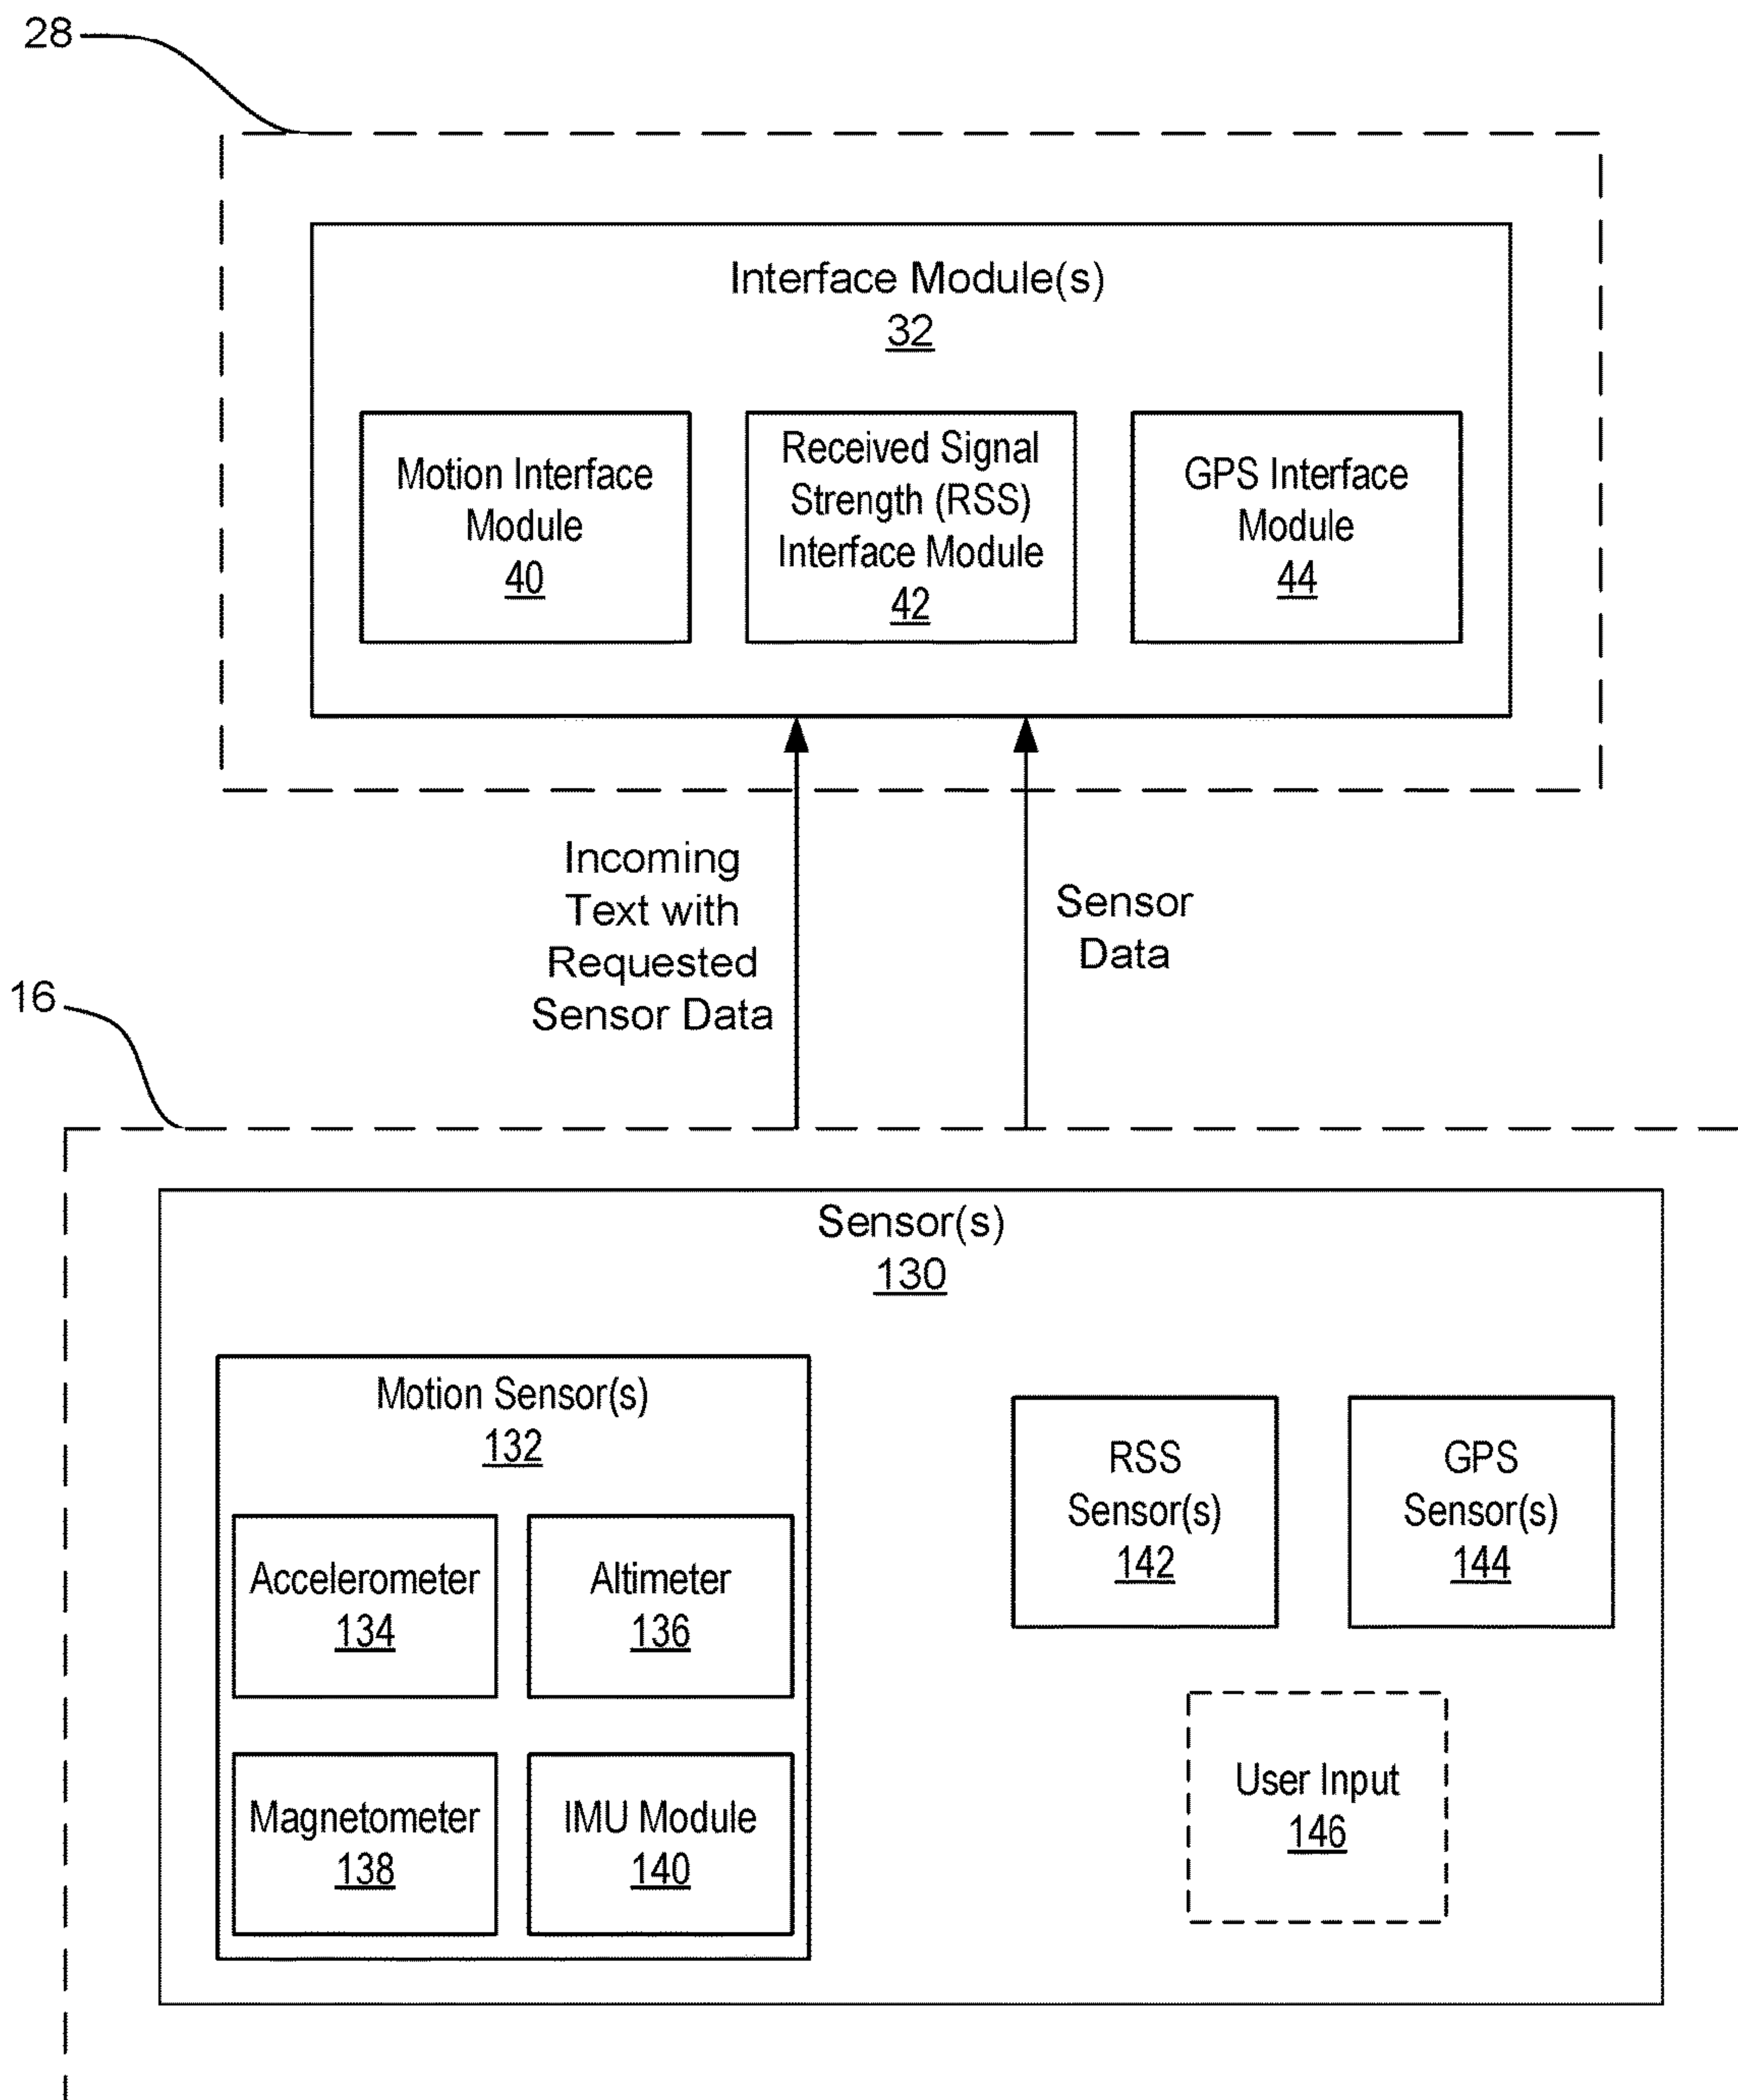 28
Interface Module(s)
32
Motion Interface
Module
40
Received Signal
Strength (RSS)
Interface Module
42
GPS Interface
Module
44
Incoming
Text with
Requested
Sensor Data
Sensor
Data
16
Sensor(s)
130
Motion Sensor(s)
132
Accelerometer
134
Altimeter
136
Magnetometer
138
IMU Module
140
RSS
Sensor(s)
142
GPS
Sensor(s)
144
User Input
146